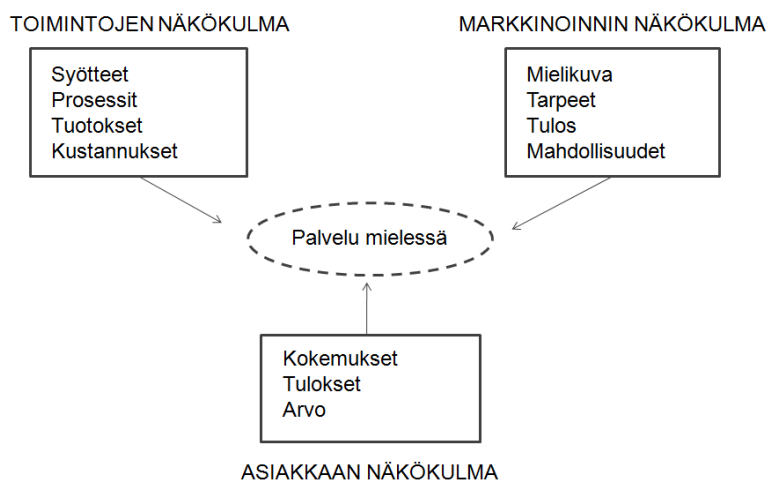 TOIMINTOJEN NÄKÖKULMA
Syötteet
Prosessit
Tuotokset
Kustannukset
MARKKINOINNIN NÄKÖKULMA
Mielikuva
Tarpeet
Tulos
Mahdollisuudet
Palvelu mielessä
Kokemukset
Tulokset
Arvo
ASIAKKAAN NÄKÖKULMA